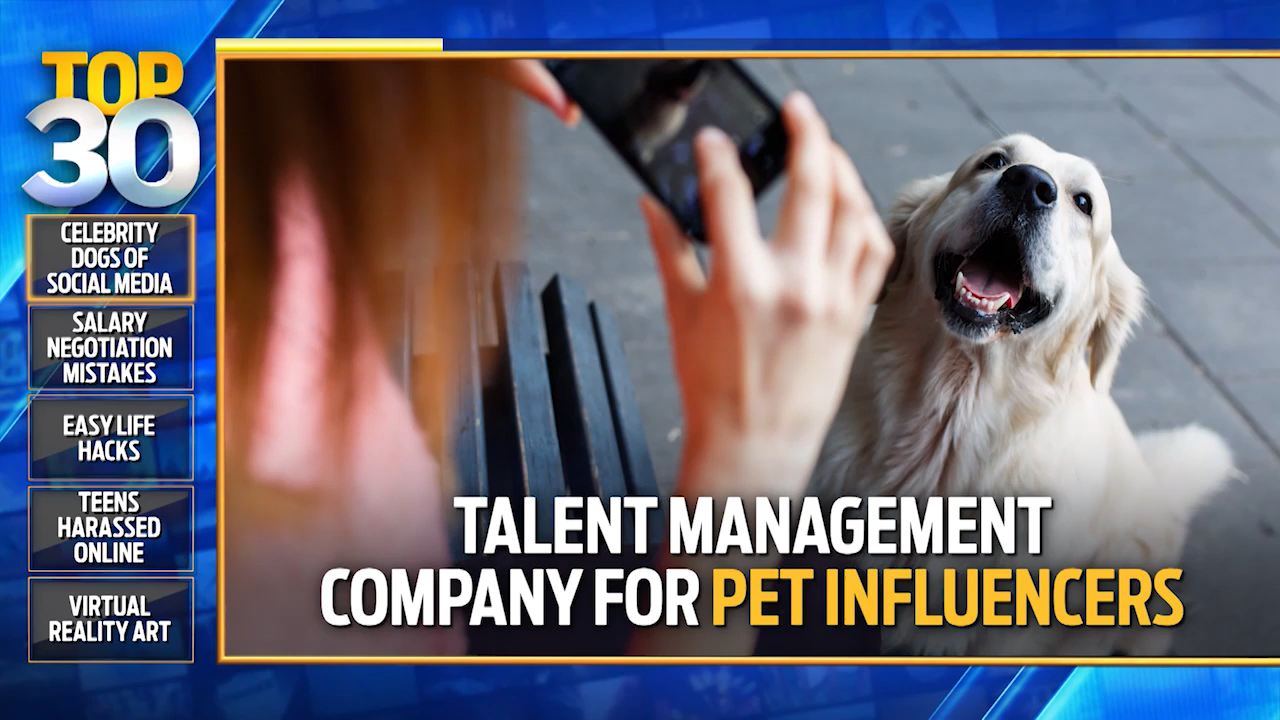 TOP
30
CELEBRITY
DOGS OF
SOCIAL MEDIA
SALARY
NEGOTIATION
MISTAKES
EASY LIFE
HACKS
TEENS
HARASSED
ONLINE
VIRTUAL
REALITY ART
TALENT MANAGEMENT
COMPANY FOR PET INFLUENCERS